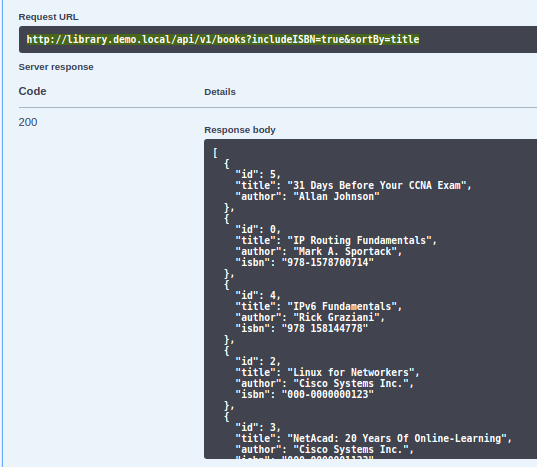 Request URL
http://library.demo.local/api/v1/books?includeISBN=true&sortBy=title
Server response
Code Details
200
Response body
[
{
"id": 5,
"title": "31 Days Before Your CCNA Exam",
"author": "Allan Johnson"
},
{
"id": 0,
"title": "IP Routing Fundamentals",
"author": "Mark A. Sportack",
"isbn": "978-1578700714"
},
{
"id": 4,
"title": "IPv6 Fundamentals",
"author": "Rick Graziani",
"isbn": "978 158144778"
},
{
"id": 2,
"title": "Linux for Networkers",
"author": "Cisco Systems Inc.",
"isbn": "000-0000000123"
},
{
"id": 3,
"title": "NetAcad: 20 Years Of Online-Learning",
"author": "Cisco Systems Inc.",